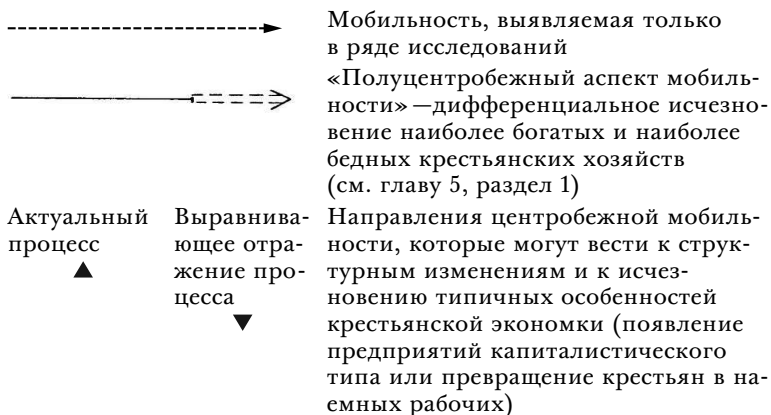 Мобильность, выявляемая только
в ряде исследований
«Полуцентробежный аспект мобиль-
ности» —дифференциальное исчезно-
вение наиболее богатых и наиболее
бедных крестьянских хозяйств
(см. главу 5, раздел 1)
Актуальный
процесс
Выравнива-
ющее отра-
жение про-
цесса
Направления центробежной мобиль-
ности, которые могут вести к струк-
турным изменениям и к исчез-
новению типичных особенностей
крестьянской экономки (появление
предприятий капиталистического
типа или превращение крестьян в на-
емных рабочих)